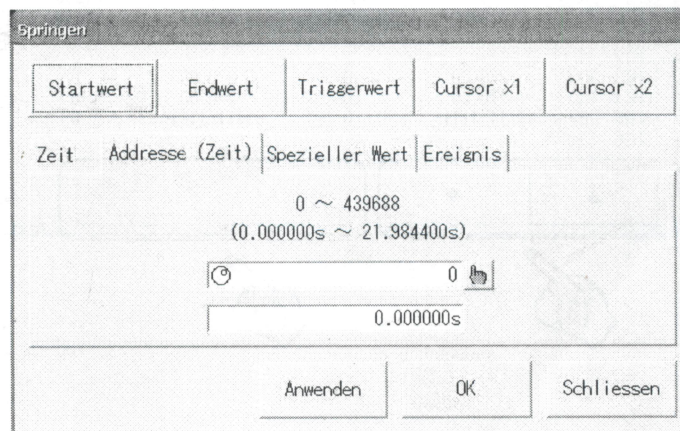 Springen
Startwert Endwert Triggerwert Cursor x1 Cursor x2
Zeit Addresse (Zeit) Spezieller Wert Ereignis
0 ~ 439688
(0.000000s ~ 21.984400s)
0
0.000000s
Anwenden OK Schliessen